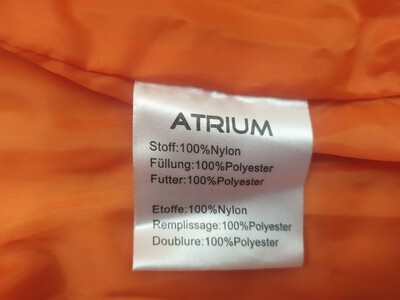 ATRIUM
Stoff:100%Nylon
Füllung:100%Polyester
Futter:100%Polyester
Etoffe:100%Nylon
Remplissage:100%Polyester
Doublure:100%Polyester